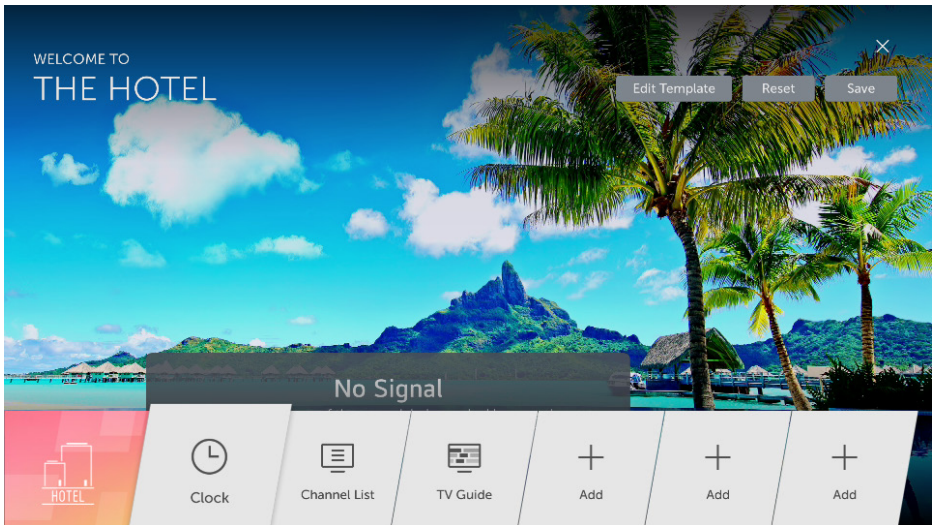 WELCOME TO
THE HOTEL
Edit Template
Reset
Save
No Signal
HOTEL
Clock
Channel List
TV Guide
Add
Add
Add